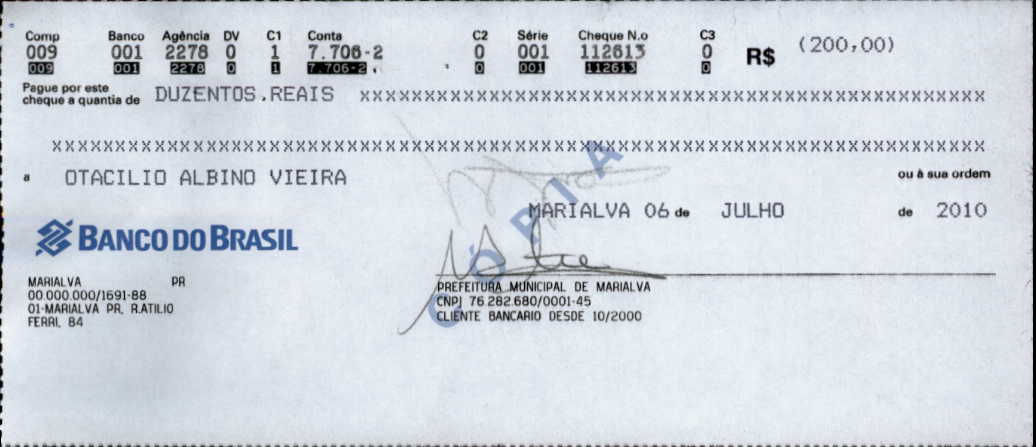 Comp Banco Agência DV C1 Conta C2 Série Cheque N.o C3
009 001 2278 0 1 7.706-2 0 001 112613 0 R$ (200,00)
009 001 2278 0 1 7.706-2 0 001 112613 0
Pague por este
cheque a quantia de DUZENTOS.REAIS XXXXXXXXXXXXXXXXXXXXXXXXXXXXXXXXXXXXXXXXXXXXXXXXXXXXXX
XXXXXXXXXXXXXXXXXXXXXXXXXXXXXXXXXXXXXXXXXXXXXXXXXXXXXXXXXXXXXXXXXXXXXXXXXXXXXX
a OTACILIO ALBINO VIEIRA ou à sua ordem
MARIALVA 06 de JULHO de 2010
CÓPIA
BANCO DO BRASIL
MARIALVA PR
00.000.000/1691-88
01-MARIALVA PR, R.ATILIO
FERRI, 84
PREFEITURA MUNICIPAL DE MARIALVA
CNPJ 76.282.680/0001-45
CLIENTE BANCARIO DESDE 10/2000